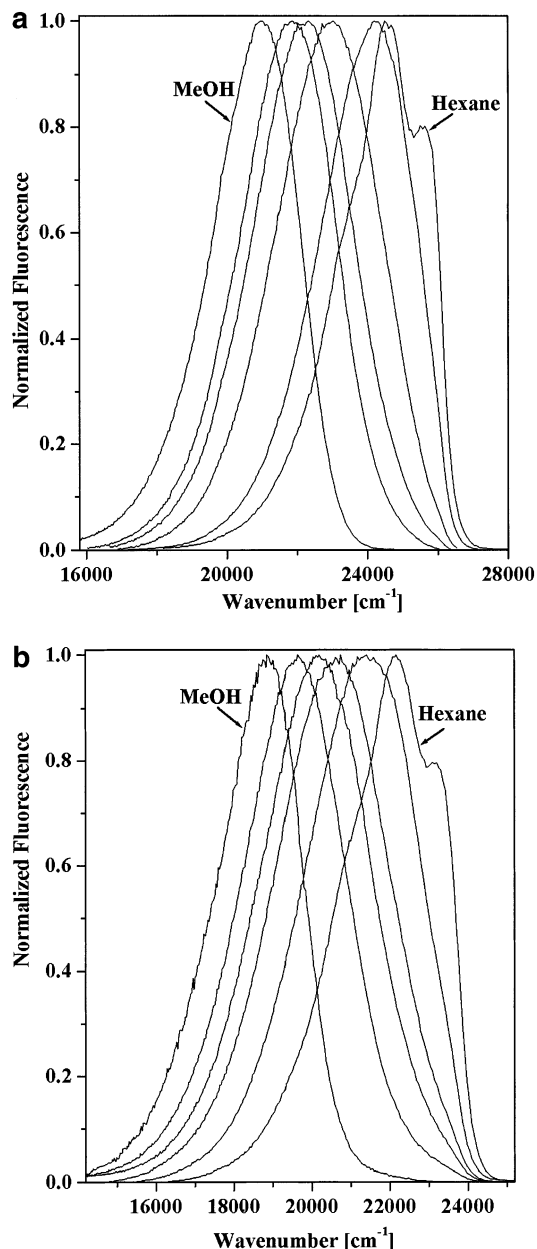 a
1.0
MeOH
Hexane
0.8
Normalized Fluorescence
0.6
0.4
0.2
0.0
16000 20000 24000 28000
Wavenumber [cm-1]
b
1.0
MeOH
Hexane
0.8
Normalized Fluorescence
0.6
0.4
0.2
0.0
16000 18000 20000 22000 24000
Wavenumber [cm-1]